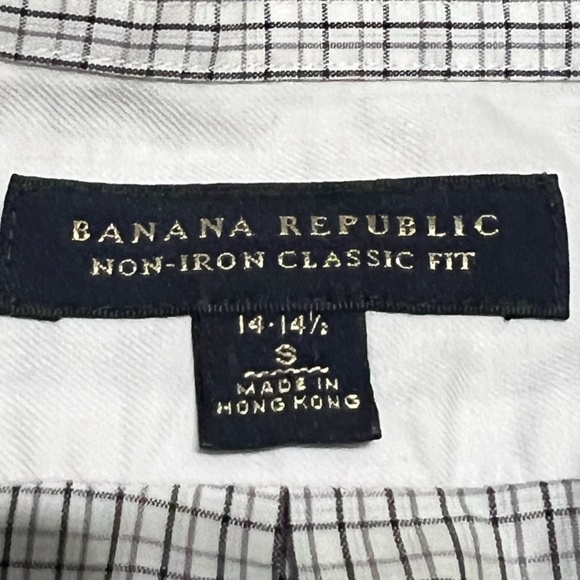 BANANA REPUBLIC
NON-IRON CLASSIC FIT
14·14½
S
MADE IN
HONG KONG